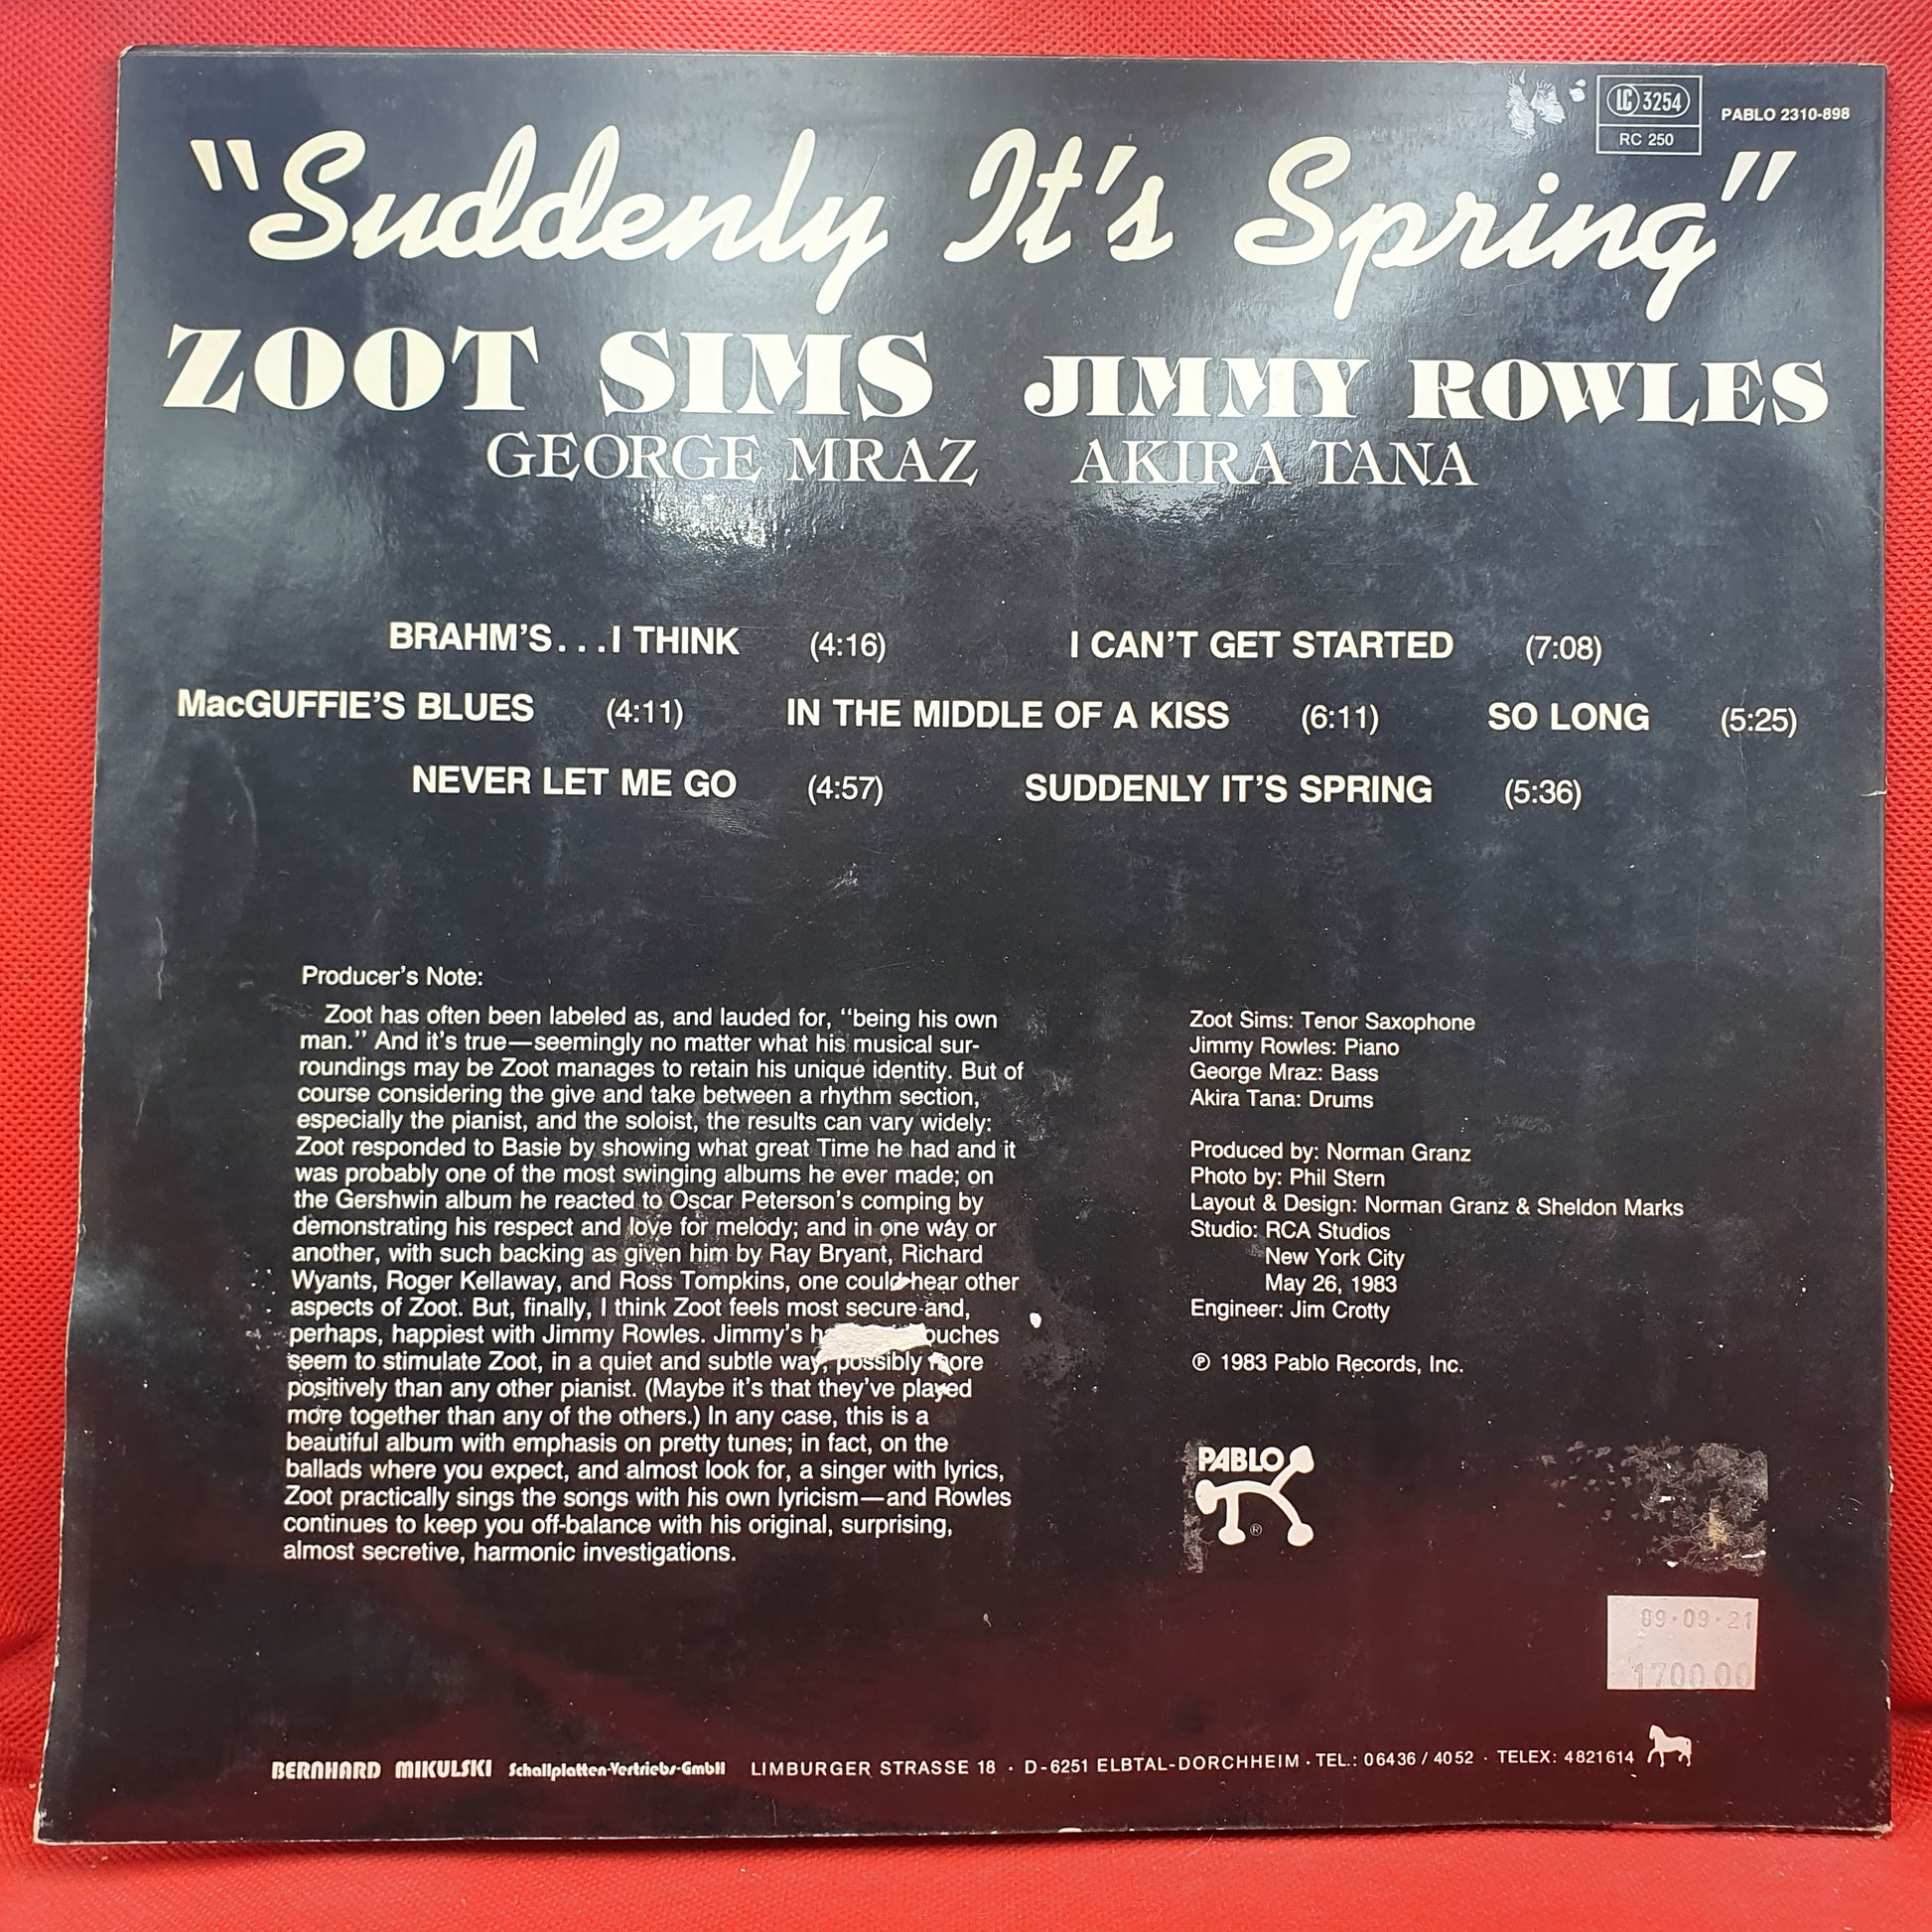 LC 3254
RC 250
PABLO 2310-898
"Suddenly It's Spring"
ZOOT SIMS JIMMY ROWLES
GEORGE MRAZ AKIRA TANA
BRAHM'S...I THINK (4:16) I CAN'T GET STARTED (7:08)
MacGUFFIE'S BLUES (4:11) IN THE MIDDLE OF A KISS (6:11) SO LONG (5:25)
NEVER LET ME GO (4:57) SUDDENLY IT'S SPRING (5:36)
Producer's Note:
Zoot has often been labeled as, and lauded for, "being his own
man." And it's true—seemingly no matter what his musical sur-
roundings may be Zoot manages to retain his unique identity. But of
course considering the give and take between a rhythm section,
especially the pianist, and the soloist, the results can vary widely:
Zoot responded to Basie by showing what great Time he had and it
was probably one of the most swinging albums he ever made; on
the Gershwin album he reacted to Oscar Peterson's comping by
demonstrating his respect and love for melody; and in one way or
another, with such backing as given him by Ray Bryant, Richard
Wyants, Roger Kellaway, and Ross Tompkins, one could hear other
aspects of Zoot. But, finally, I think Zoot feels most secure and,
perhaps, happiest with Jimmy Rowles. Jimmy's touches
seem to stimulate Zoot, in a quiet and subtle way, possibly more
positively than any other pianist. (Maybe it's that they've played
more together than any of the others.) In any case, this is a
beautiful album with emphasis on pretty tunes; in fact, on the
ballads where you expect, and almost look for, a singer with lyrics,
Zoot practically sings the songs with his own lyricism—and Rowles
continues to keep you off-balance with his original, surprising,
almost secretive, harmonic investigations.
Zoot Sims: Tenor Saxophone
Jimmy Rowles: Piano
George Mraz: Bass
Akira Tana: Drums
Produced by: Norman Granz
Photo by: Phil Stern
Layout & Design: Norman Granz & Sheldon Marks
Studio: RCA Studios
New York City
May 26, 1983
Engineer: Jim Crotty
℗ 1983 Pablo Records, Inc.
PABLO
®
89·09·21
1700.00
BERNHARD MIKULSKI Schallplatten-Vertriebs-GmbH LIMBURGER STRASSE 18 · D-6251 ELBTAL-DORCHHEIM · TEL.: 06436 / 4052 · TELEX: 4821614